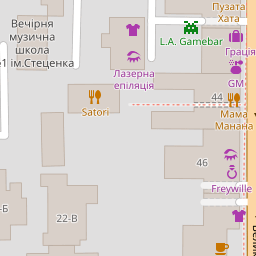 Пузата
Хата
Вечірня
музична
школа
ім.Стеценка
L.A. Gamebar
Грація
Лазерна
епіляція
GM
44
Satori
Мама
Манана
46
Freywille
-Б
22-В